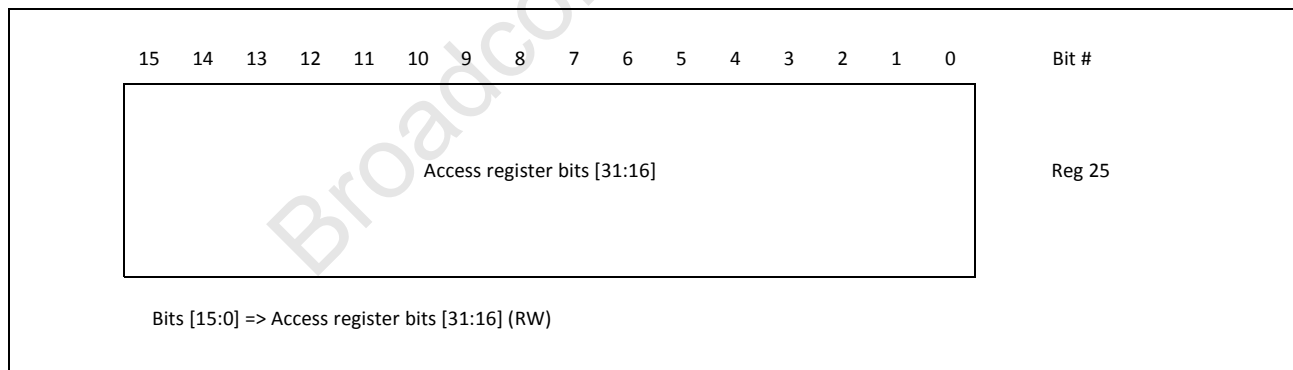 15 14 13 12 11 10 9 8 7 6 5 4 3 2 1 0 Bit #
Access register bits [31:16] Reg 25
Bits [15:0] => Access register bits [31:16] (RW)
Broadco